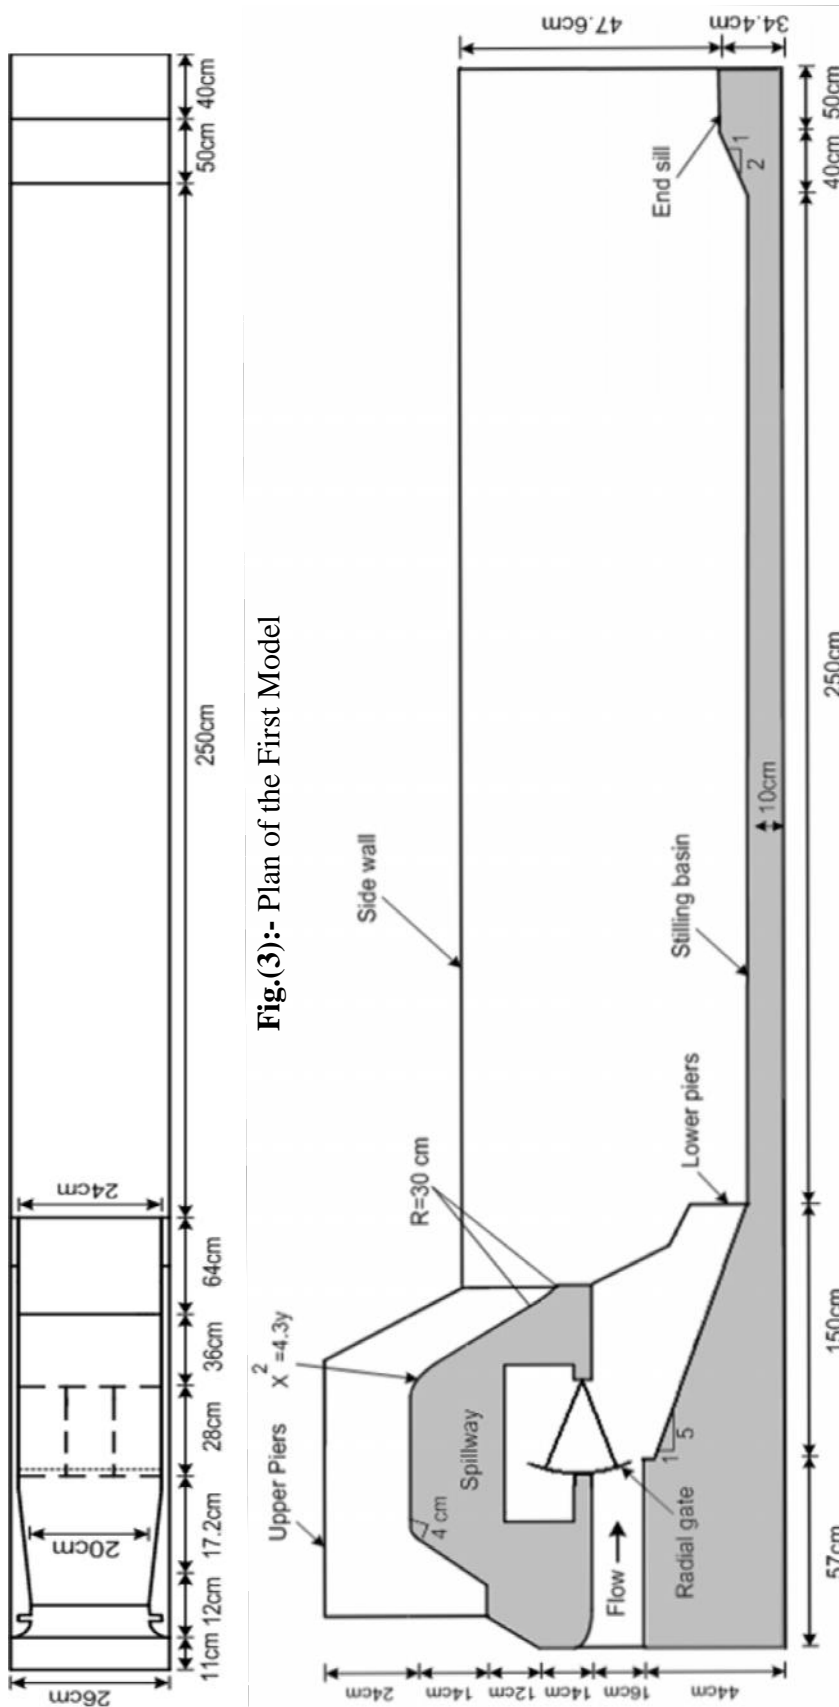 40cm
50cm
250cm
24cm
64cm
36cm
28cm
17.2cm
20cm
12cm
11cm
26cm
Fig.(3):- Plan of the First Model
47.6cm
34.4cm
50cm
40cm
End sill
1
2
250cm
Side wall
10cm
Stilling basin
Lower piers
R=30 cm
150cm
X²=4.3y
Upper Piers
Spillway
4 cm
1
5
Radial gate
Flow
57cm
24cm
14cm
12cm
14cm
16cm
44cm